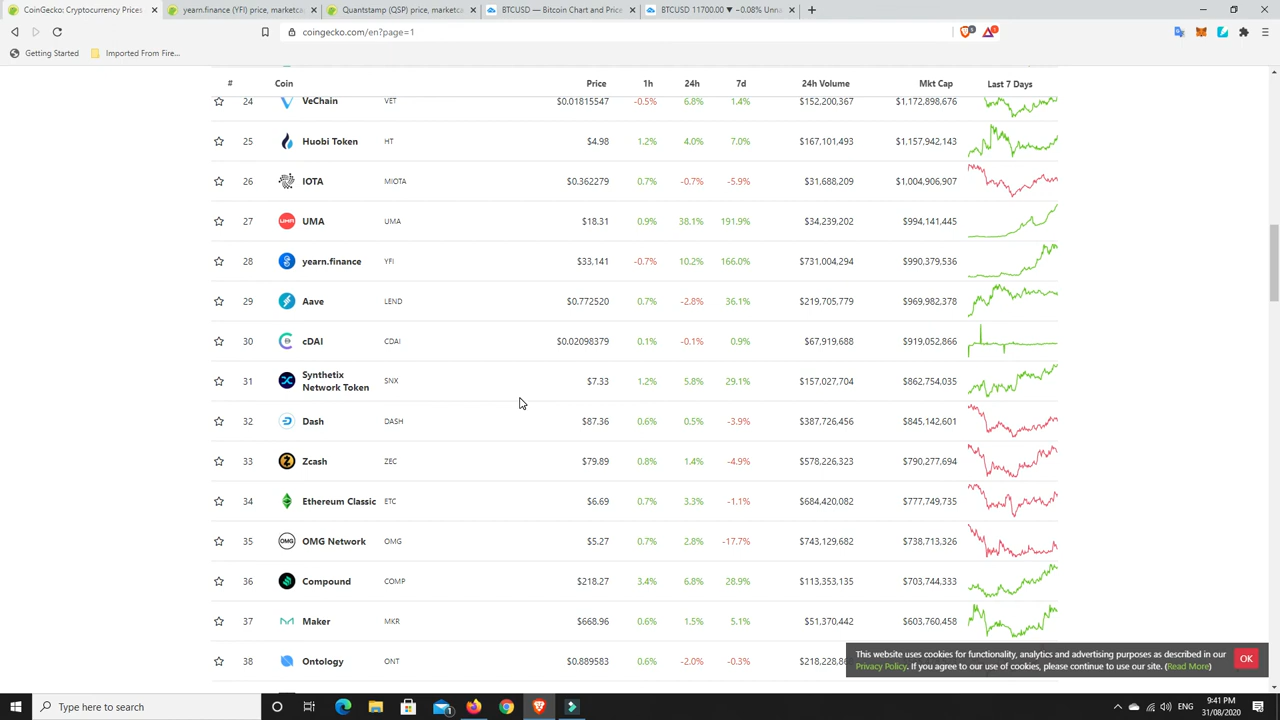 CoinGecko: Cryptocurrency Prices
yearn.finance (YFI) price, marketca
Quantstamp (QSP) price, marketca
BTCUSD — Bitcoin Chart and Price
BTCUSD 11700.00 ▼ −0.08% Unna
coingecko.com/en?page=1
Getting Started
Imported From Fire...
# Coin Price 1h 24h 7d 24h Volume Mkt Cap Last 7 Days
24 VeChain VET $0.01815547 -0.5% 6.8% 1.4% $152,200,367 $1,172,898,676
25 Huobi Token HT $4.98 1.2% 4.0% 7.0% $167,101,493 $1,157,942,143
26 IOTA MIOTA $0.362279 0.7% -0.7% -5.9% $31,688,209 $1,004,906,907
27 UMA UMA UMA $18.31 0.9% 38.1% 191.9% $34,239,202 $994,141,445
28 yearn.finance YFI $33,141 -0.7% 10.2% 166.0% $731,004,294 $990,379,536
29 Aave LEND $0.772520 0.7% -2.8% 36.1% $219,705,779 $969,982,378
30 cDAI CDAI $0.02098379 0.1% -0.1% 0.9% $67,919,688 $919,052,866
31 Synthetix
Network Token SNX $7.33 1.2% 5.8% 29.1% $157,027,704 $862,754,035
32 Dash DASH $87.36 0.6% 0.5% -3.9% $387,726,456 $845,142,601
33 Zcash ZEC $79.89 0.8% 1.4% -4.9% $578,226,323 $790,277,694
34 Ethereum Classic ETC $6.69 0.7% 3.3% -1.1% $684,420,082 $777,749,735
35 OMG OMG Network OMG $5.27 0.7% 2.8% -17.7% $743,129,682 $738,713,326
36 Compound COMP $218.27 3.4% 6.8% 28.9% $113,353,135 $703,744,333
37 Maker MKR $668.96 0.6% 1.5% 5.1% $51,370,442 $603,760,458
38 Ontology ONT $0.889583 0.6% -2.0% -0.3% $218,228,8
This website uses cookies for functionality, analytics and advertising purposes as described in our
Privacy Policy. If you agree to our use of cookies, please continue to use our site. (Read More)
OK
Type here to search
ENG
9:41 PM
31/08/2020